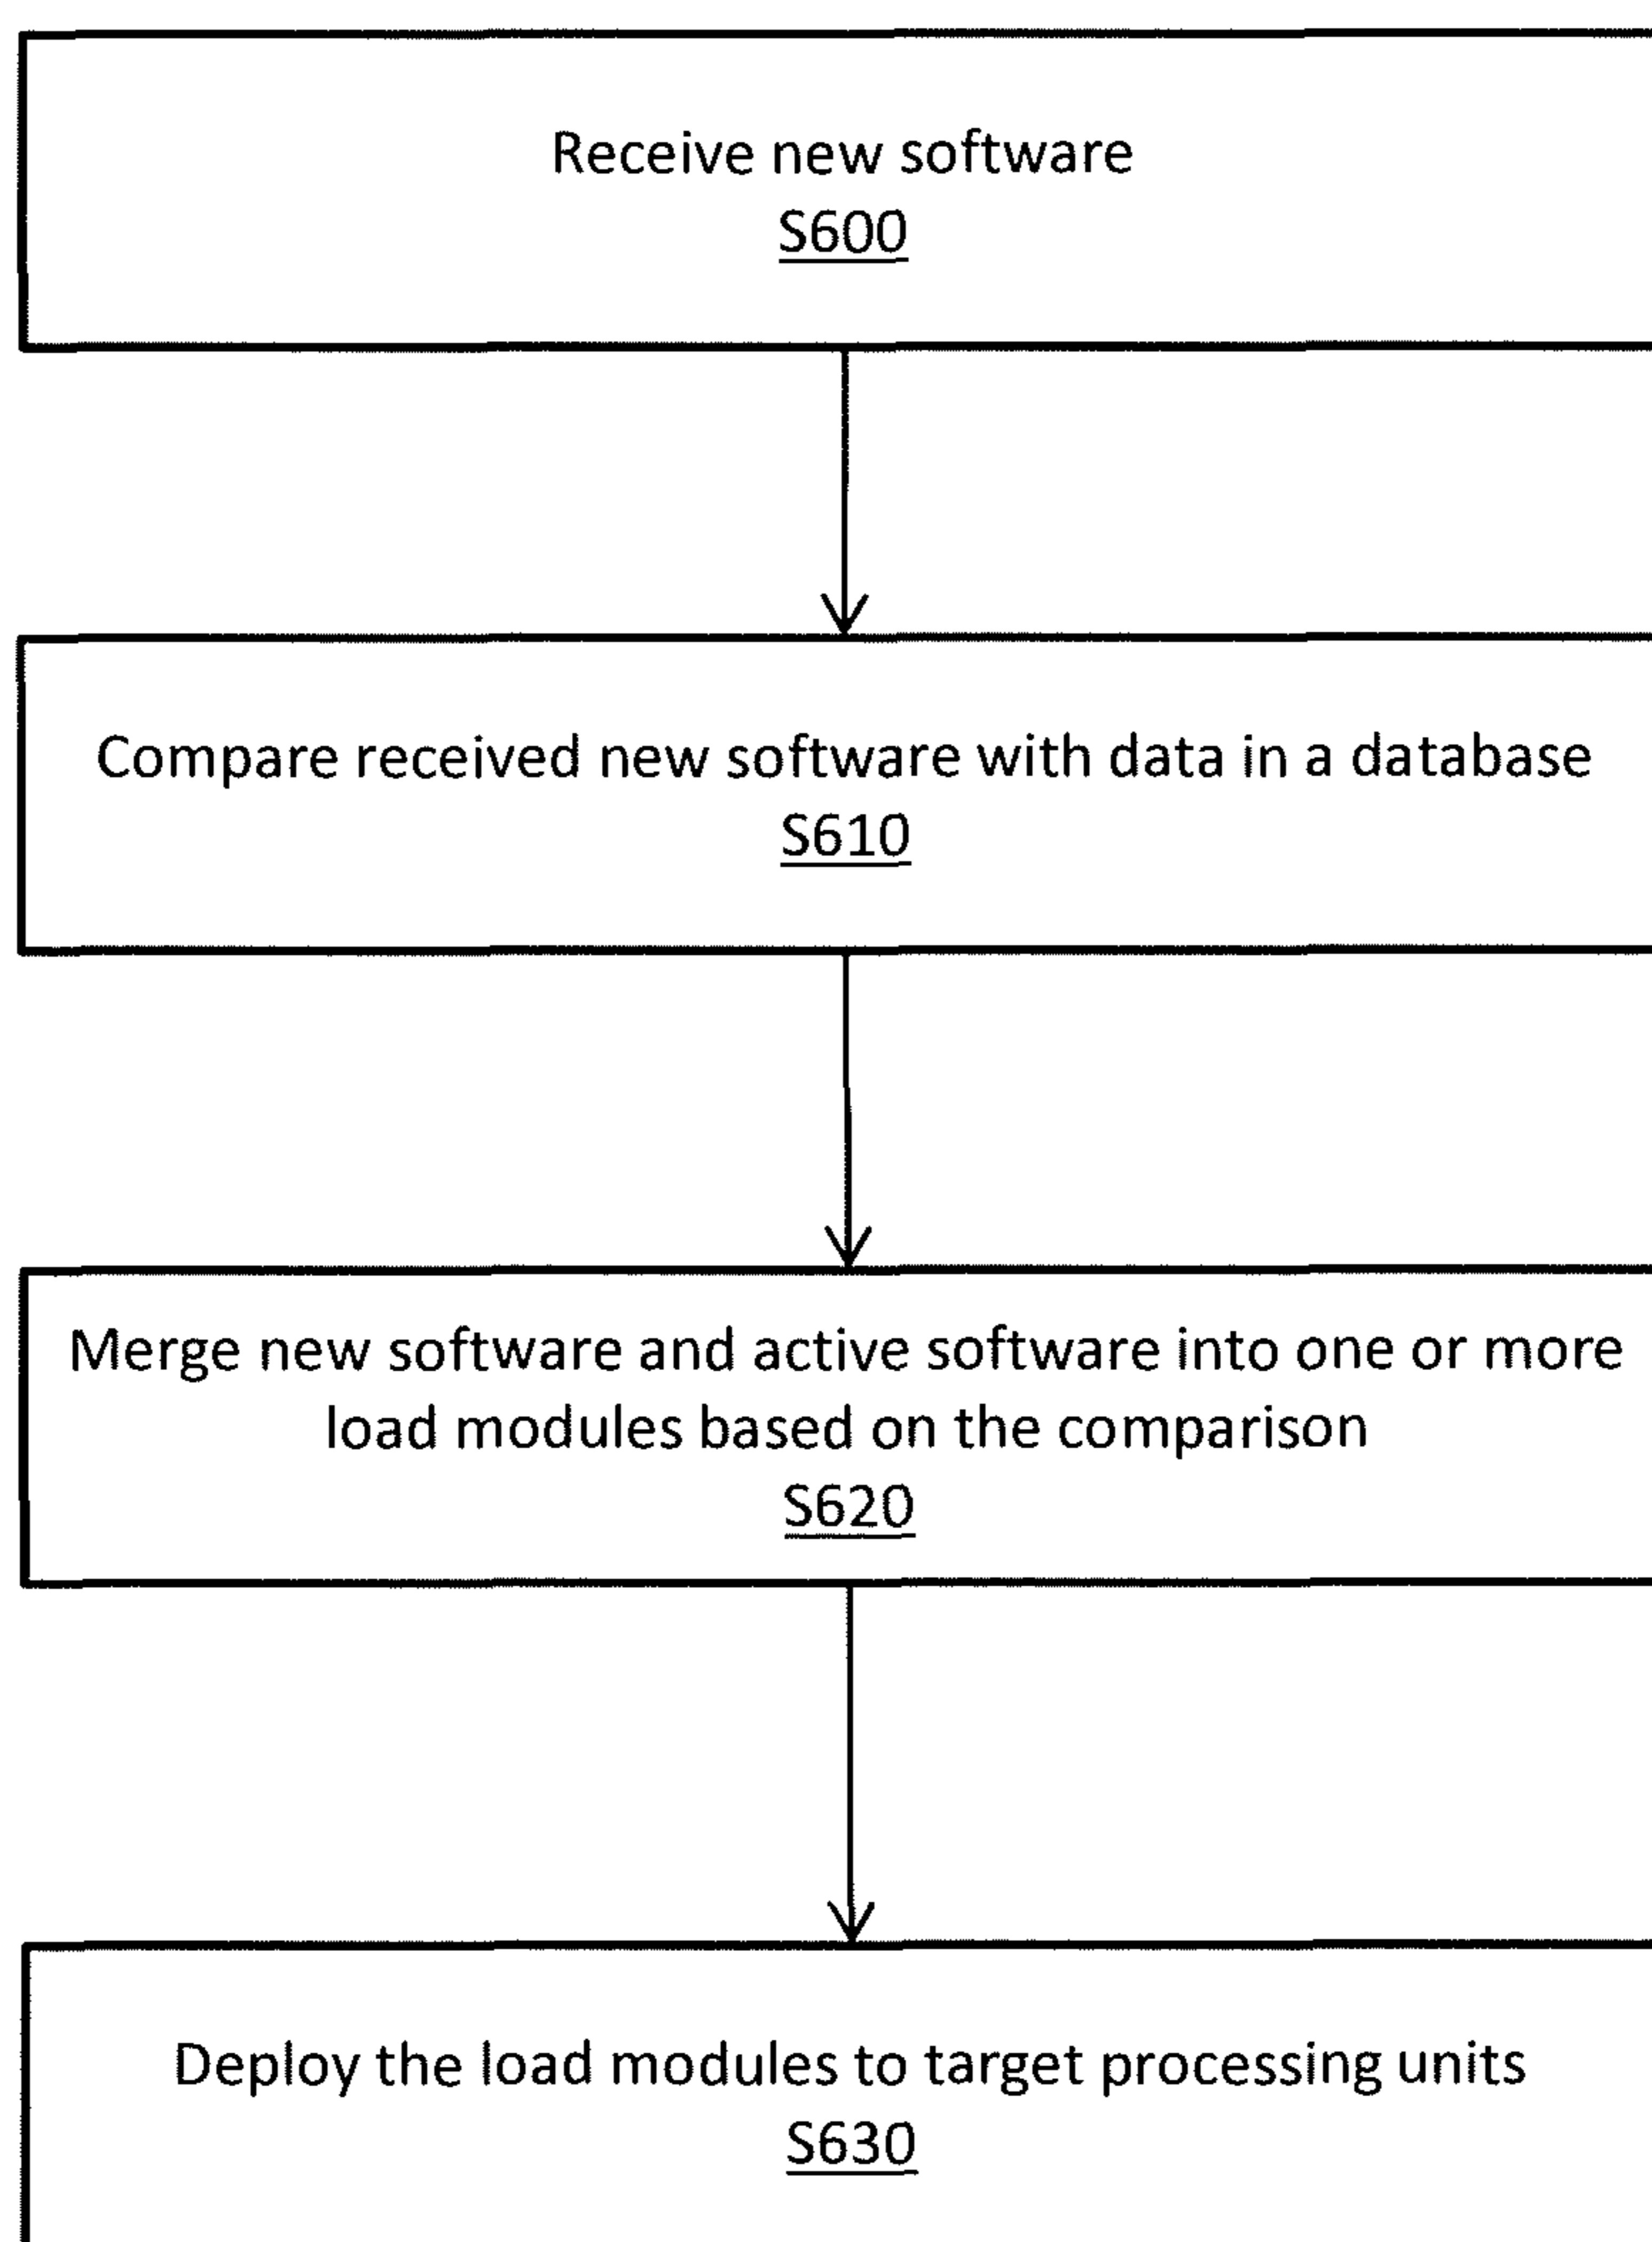 Receive new software
S600
Compare received new software with data in a database
S610
Merge new software and active software into one or more
load modules based on the comparison
S620
Deploy the load modules to target processing units
S630